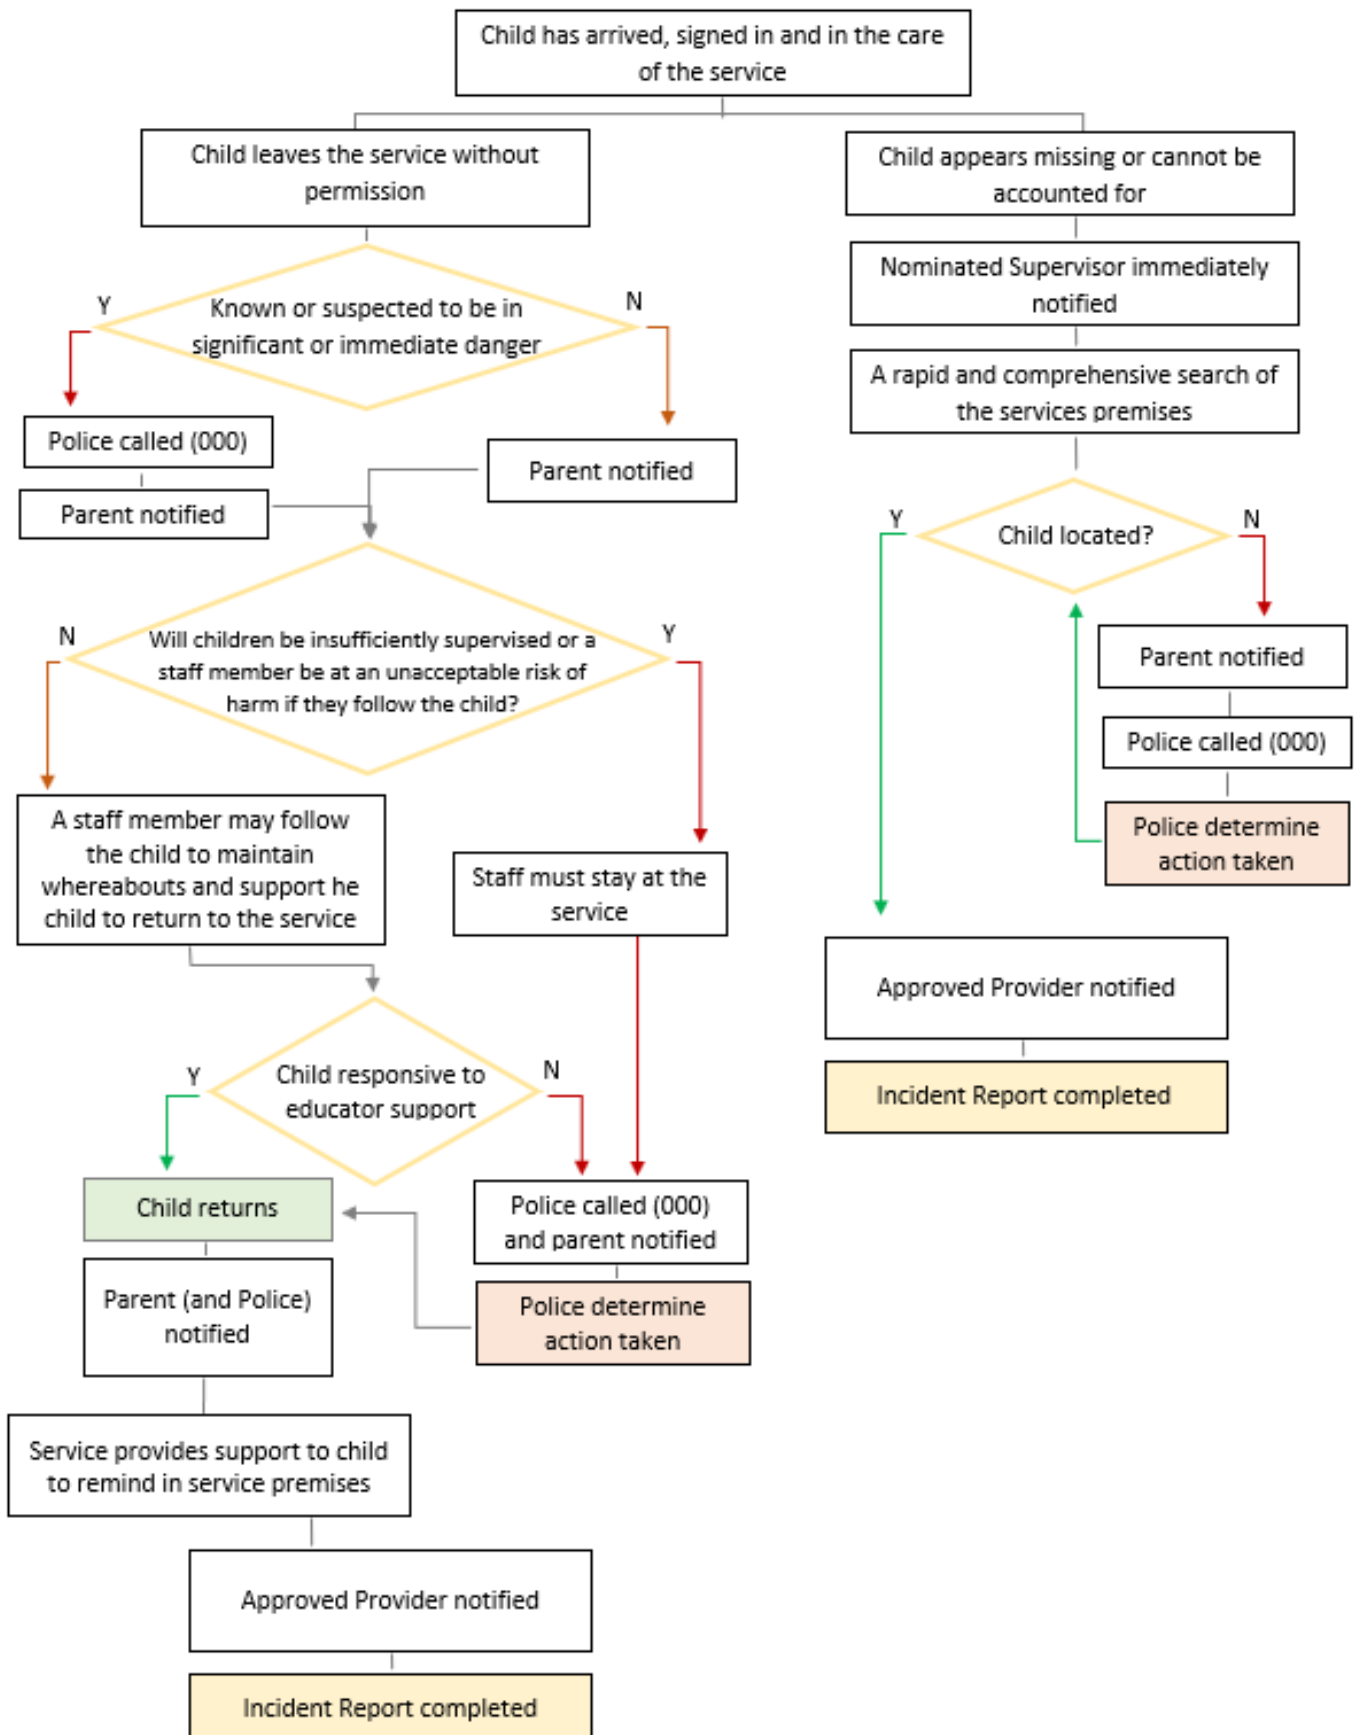 Child has arrived, signed in and in the care
of the service
Child leaves the service without
permission
Y
Known or suspected to be in
significant or immediate danger
N
Police called (000)
Parent notified
Parent notified
N
Will children be insufficiently supervised or a
staff member be at an unacceptable risk of
harm if they follow the child?
Y
A staff member may follow
the child to maintain
whereabouts and support he
child to return to the service
Staff must stay at the
service
Y
Child responsive to
educator support
N
Child returns
Police called (000)
and parent notified
Police determine
action taken
Parent (and Police)
notified
Service provides support to child
to remind in service premises
Approved Provider notified
Incident Report completed
Child appears missing or cannot be
accounted for
Nominated Supervisor immediately
notified
A rapid and comprehensive search of
the services premises
Y
Child located?
N
Parent notified
Police called (000)
Police determine
action taken
Approved Provider notified
Incident Report completed